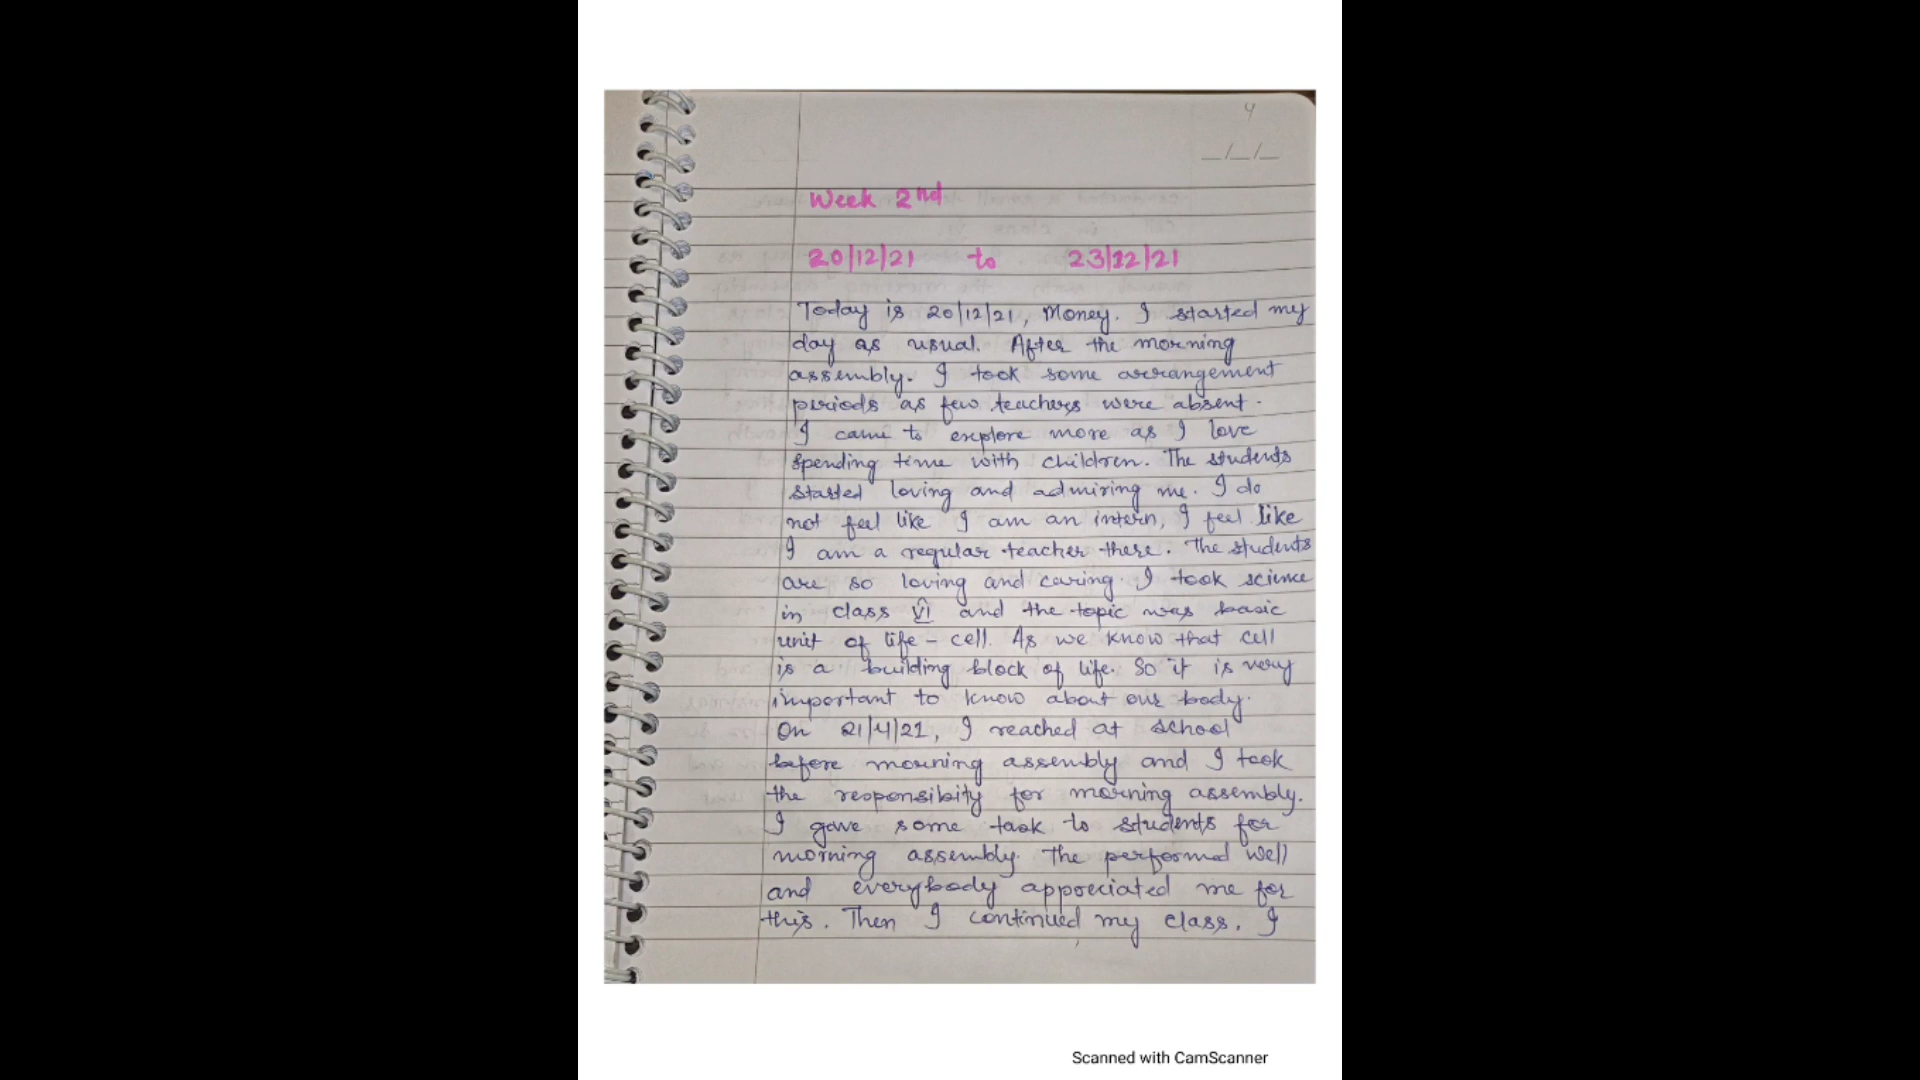 4
_/_/_
Week 2nd
20/12/21 to 23/12/21
Today is 20/12/21, Money. I started my
day as usual. After the morning
assembly. I took some arrangement
periods as few teachers were absent.
I came to explore more as I love
spending time with children. The students
started loving and admiring me. I do
not feel like I am an intern, I feel like
I am a regular teacher there. The students
are so loving and caring. I took science
in class VI and the topic was basic
unit of life - cell. As we know that cell
is a building block of life. So it is very
important to know about our body.
On 21/4/21, I reached at school
before morning assembly and I took
the responsibity for morning assembly.
I gave some task to students for
morning assembly. The performed well
and everybody appreciated me for
this. Then I continued my class. I
Scanned with CamScanner